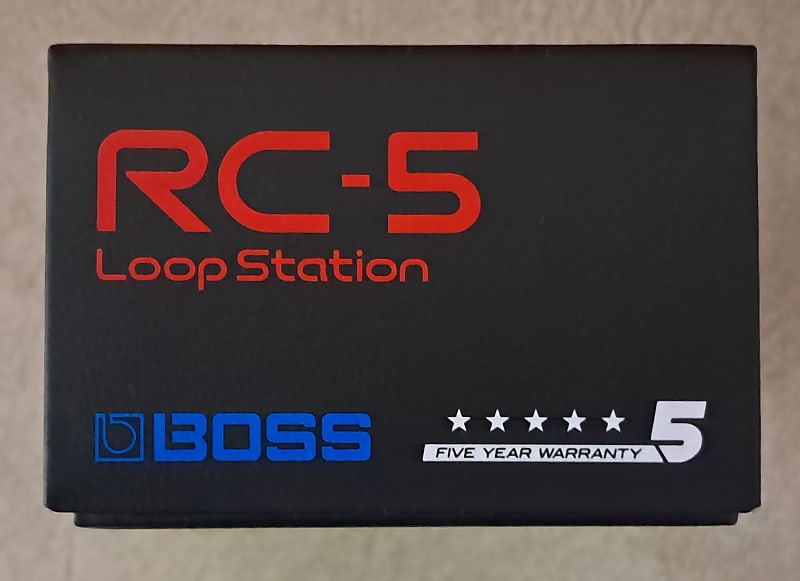 RC-5
Loop Station
BOSS
5
FIVE YEAR WARRANTY